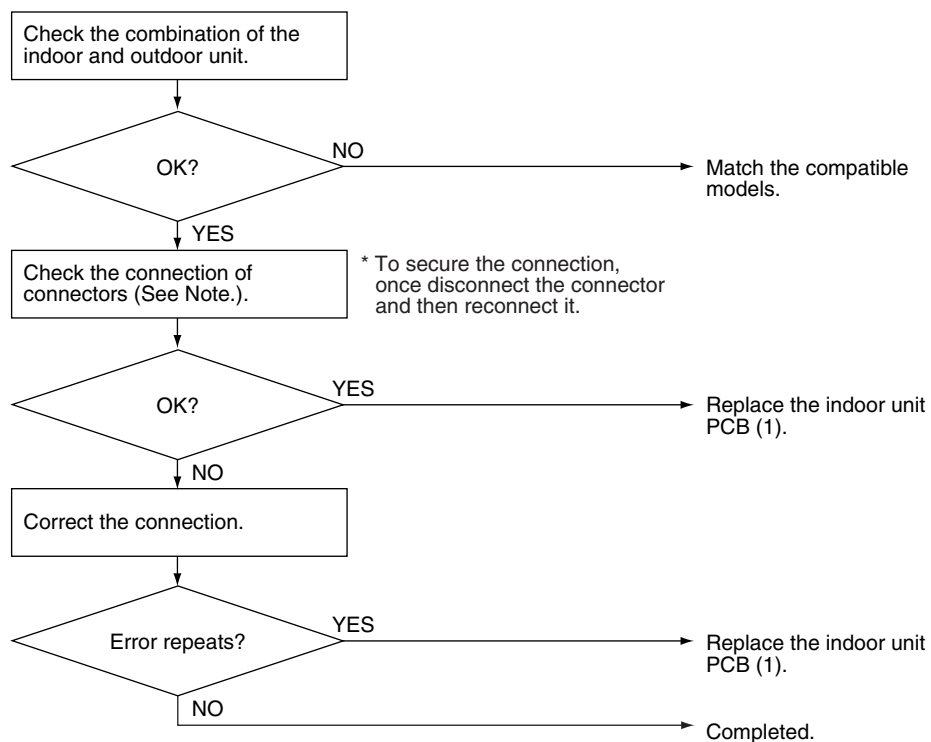 Check the combination of the
indoor and outdoor unit.
OK?
NO
Match the compatible
models.
YES
Check the connection of
connectors (See Note.).
* To secure the connection,
once disconnect the connector
and then reconnect it.
OK?
YES
Replace the indoor unit
PCB (1).
NO
Correct the connection.
Error repeats?
YES
Replace the indoor unit
PCB (1).
NO
Completed.